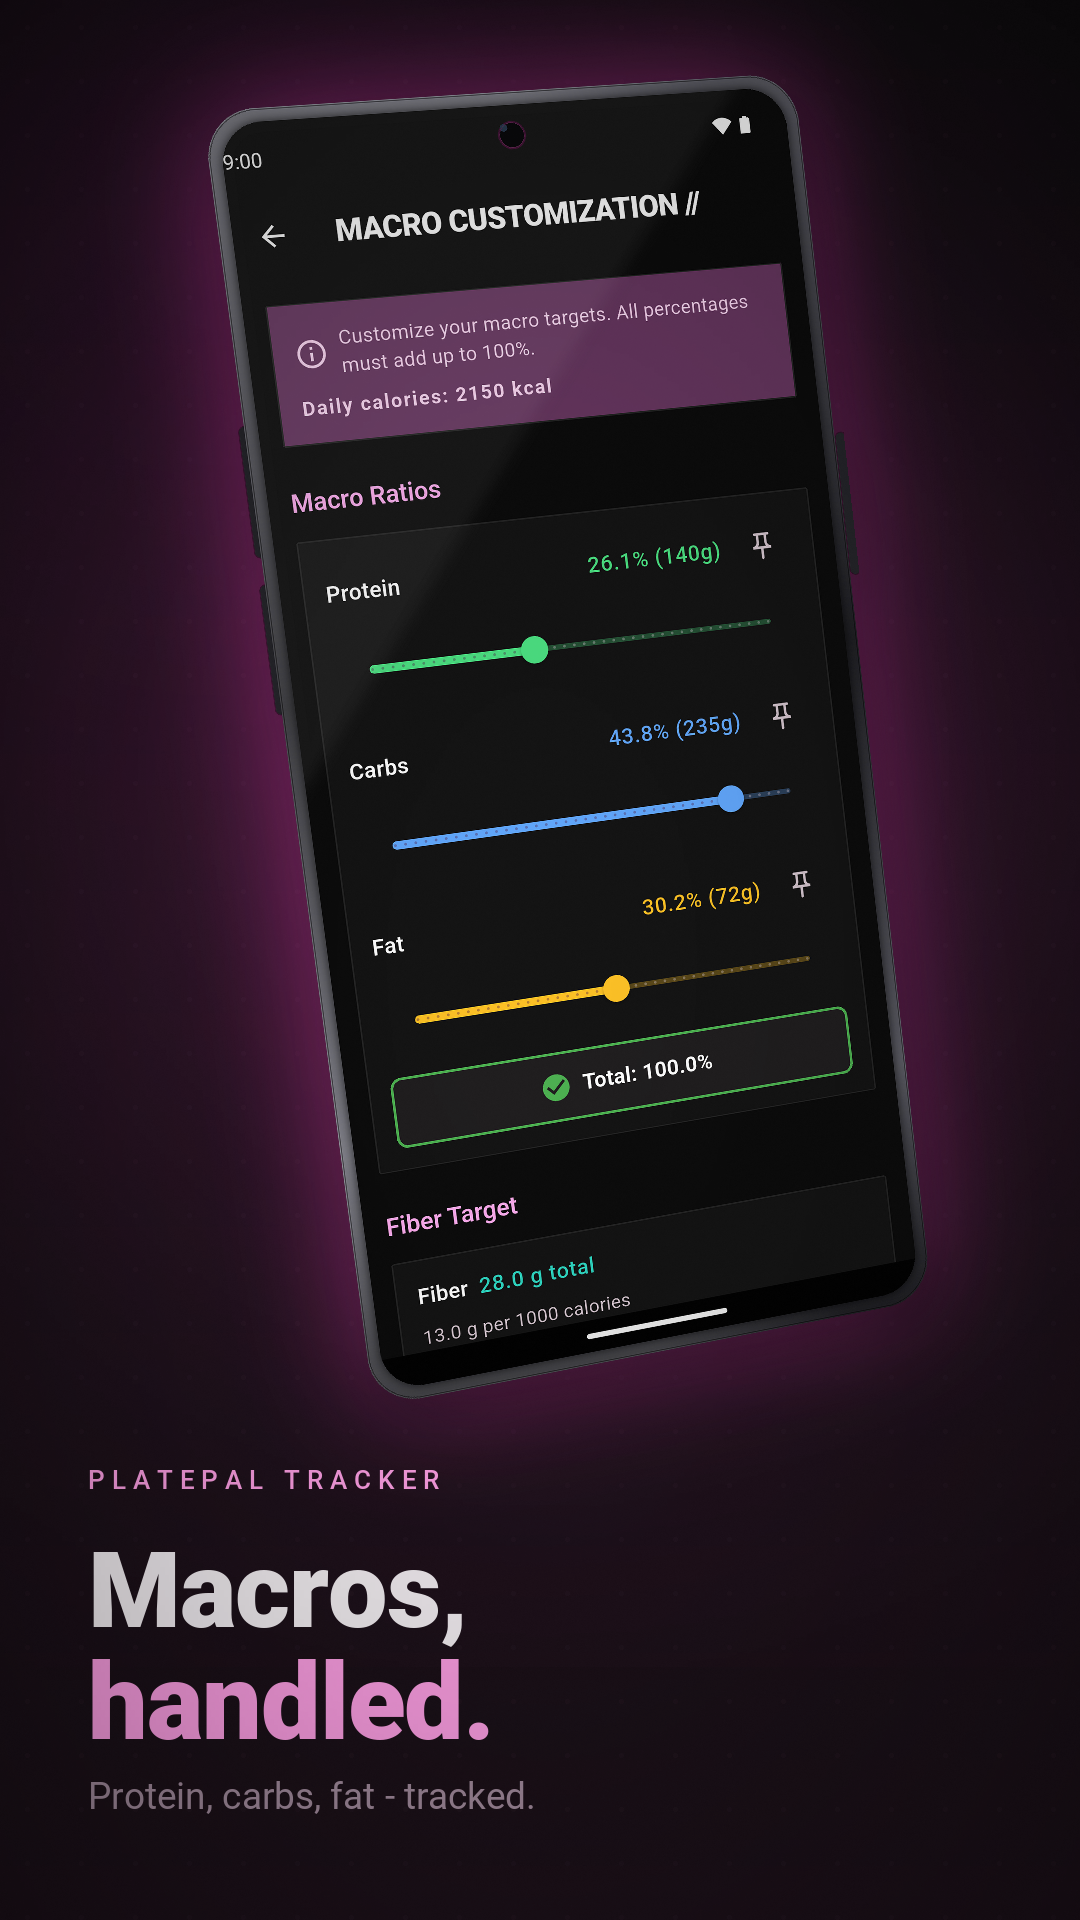 9:00
MACRO CUSTOMIZATION //
Customize your macro targets. All percentages
must add up to 100%.
Daily calories: 2150 kcal
Macro Ratios
Protein 26.1% (140g)
Carbs 43.8% (235g)
Fat 30.2% (72g)
Total: 100.0%
Fiber Target
Fiber 28.0 g total
13.0 g per 1000 calories
PLATEPAL TRACKER
Macros,
handled.
Protein, carbs, fat - tracked.